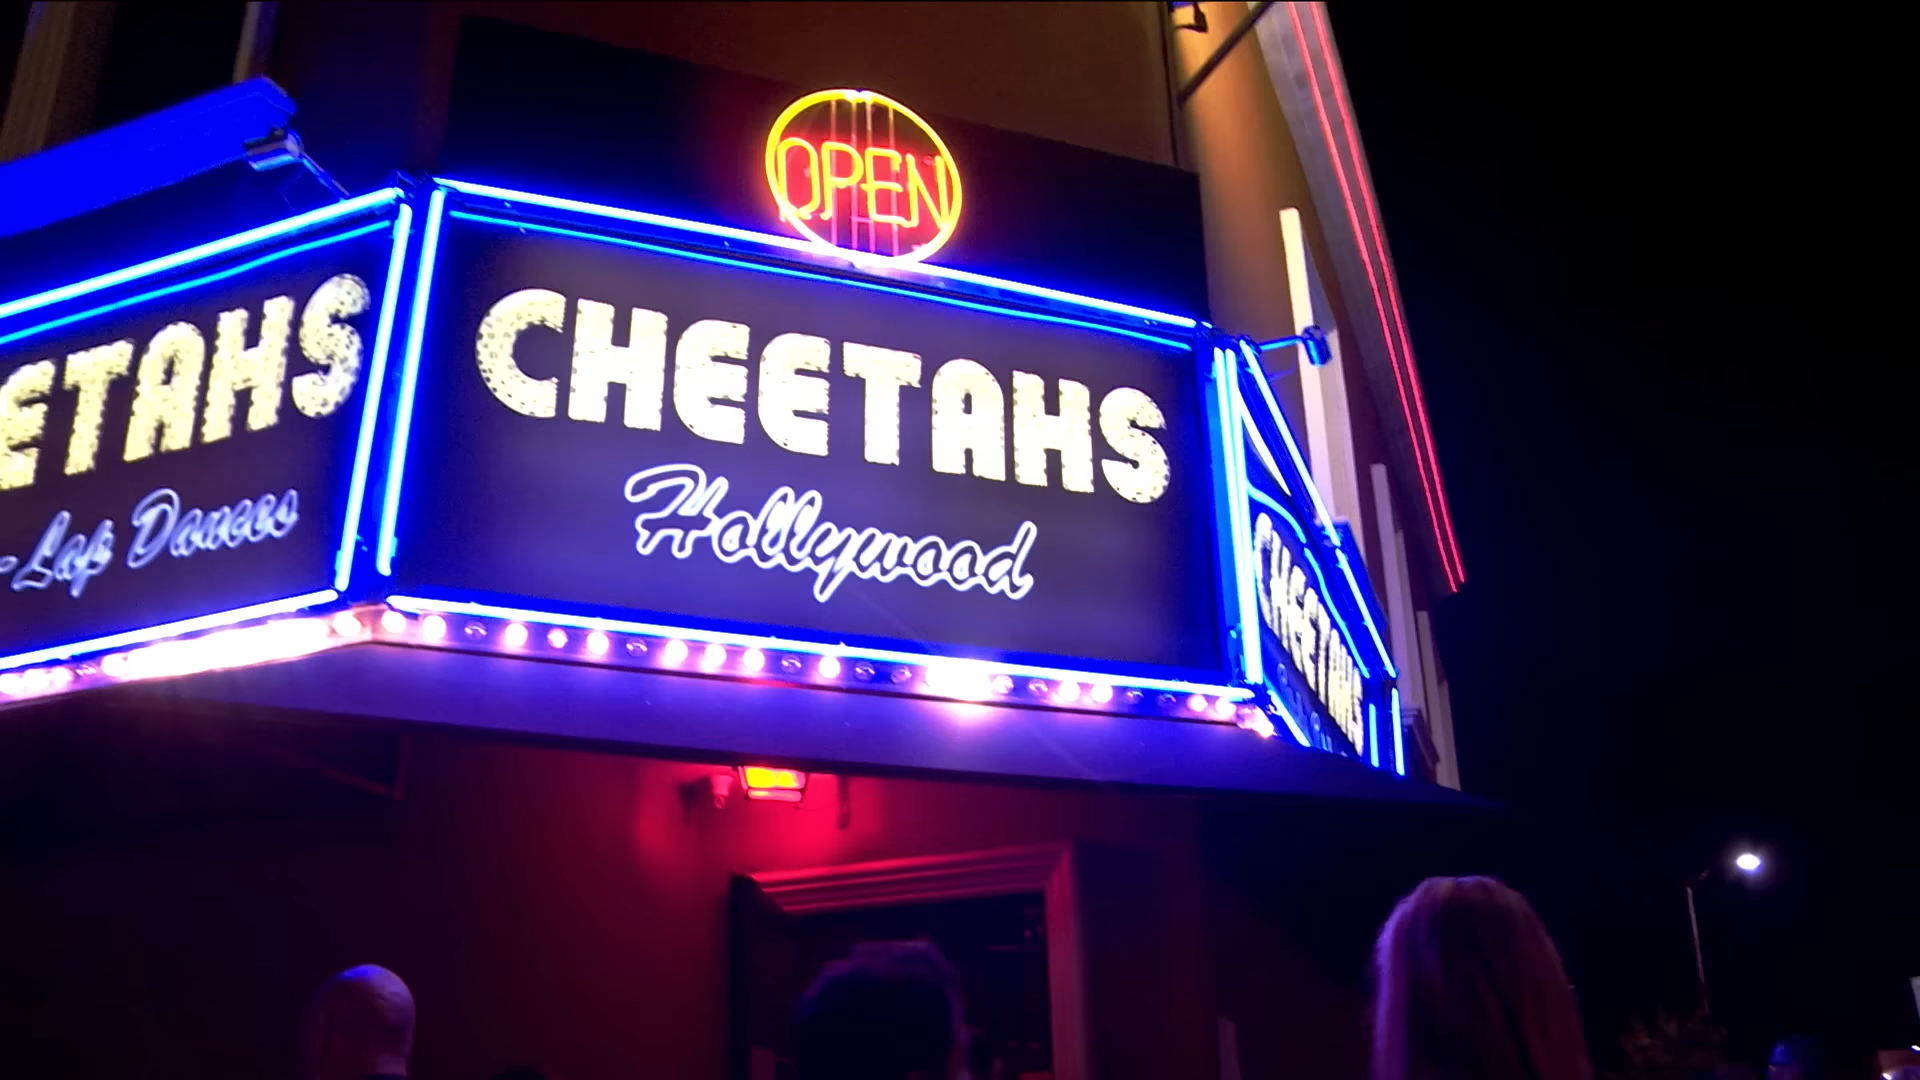 OPEN
ETAHS
-Lap Dances
CHEETAHS
Hollywood
CHEETAHS